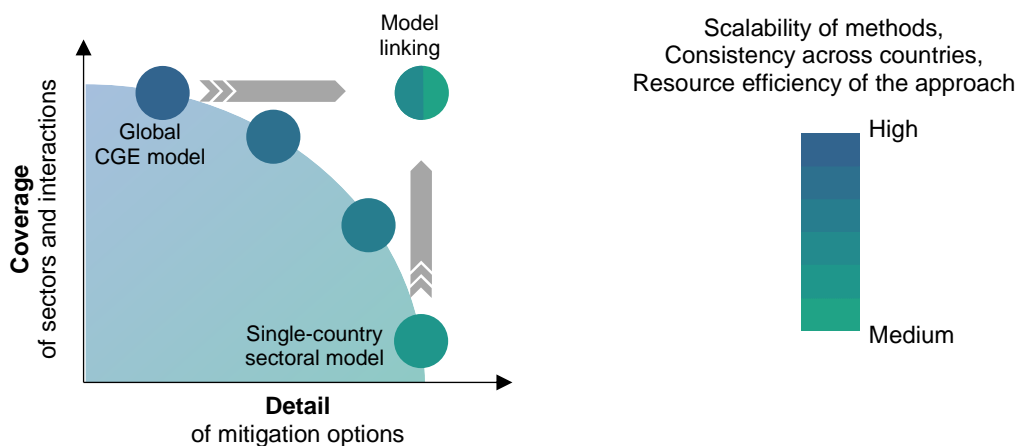 Model
linking
Global
CGE model
Single-country
sectoral model
Coverage
of sectors and interactions
Detail
of mitigation options
Scalability of methods,
Consistency across countries,
Resource efficiency of the approach
High
Medium